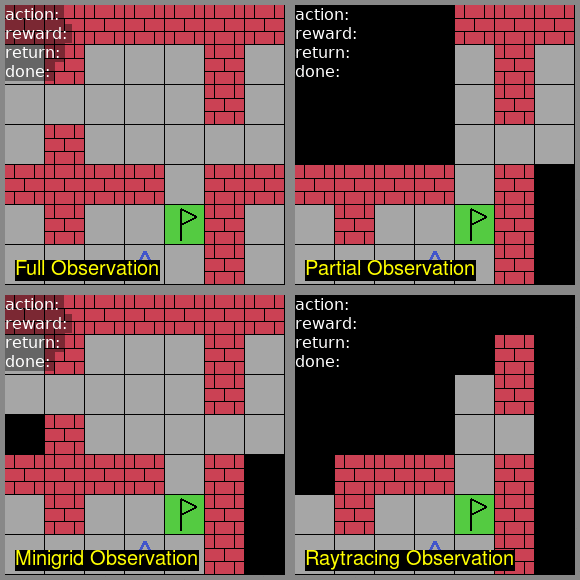 action:
reward:
return:
done:
Full Observation
action:
reward:
return:
done:
Partial Observation
action:
reward:
return:
done:
Minigrid Observation
action:
reward:
return:
done:
Raytracing Observation